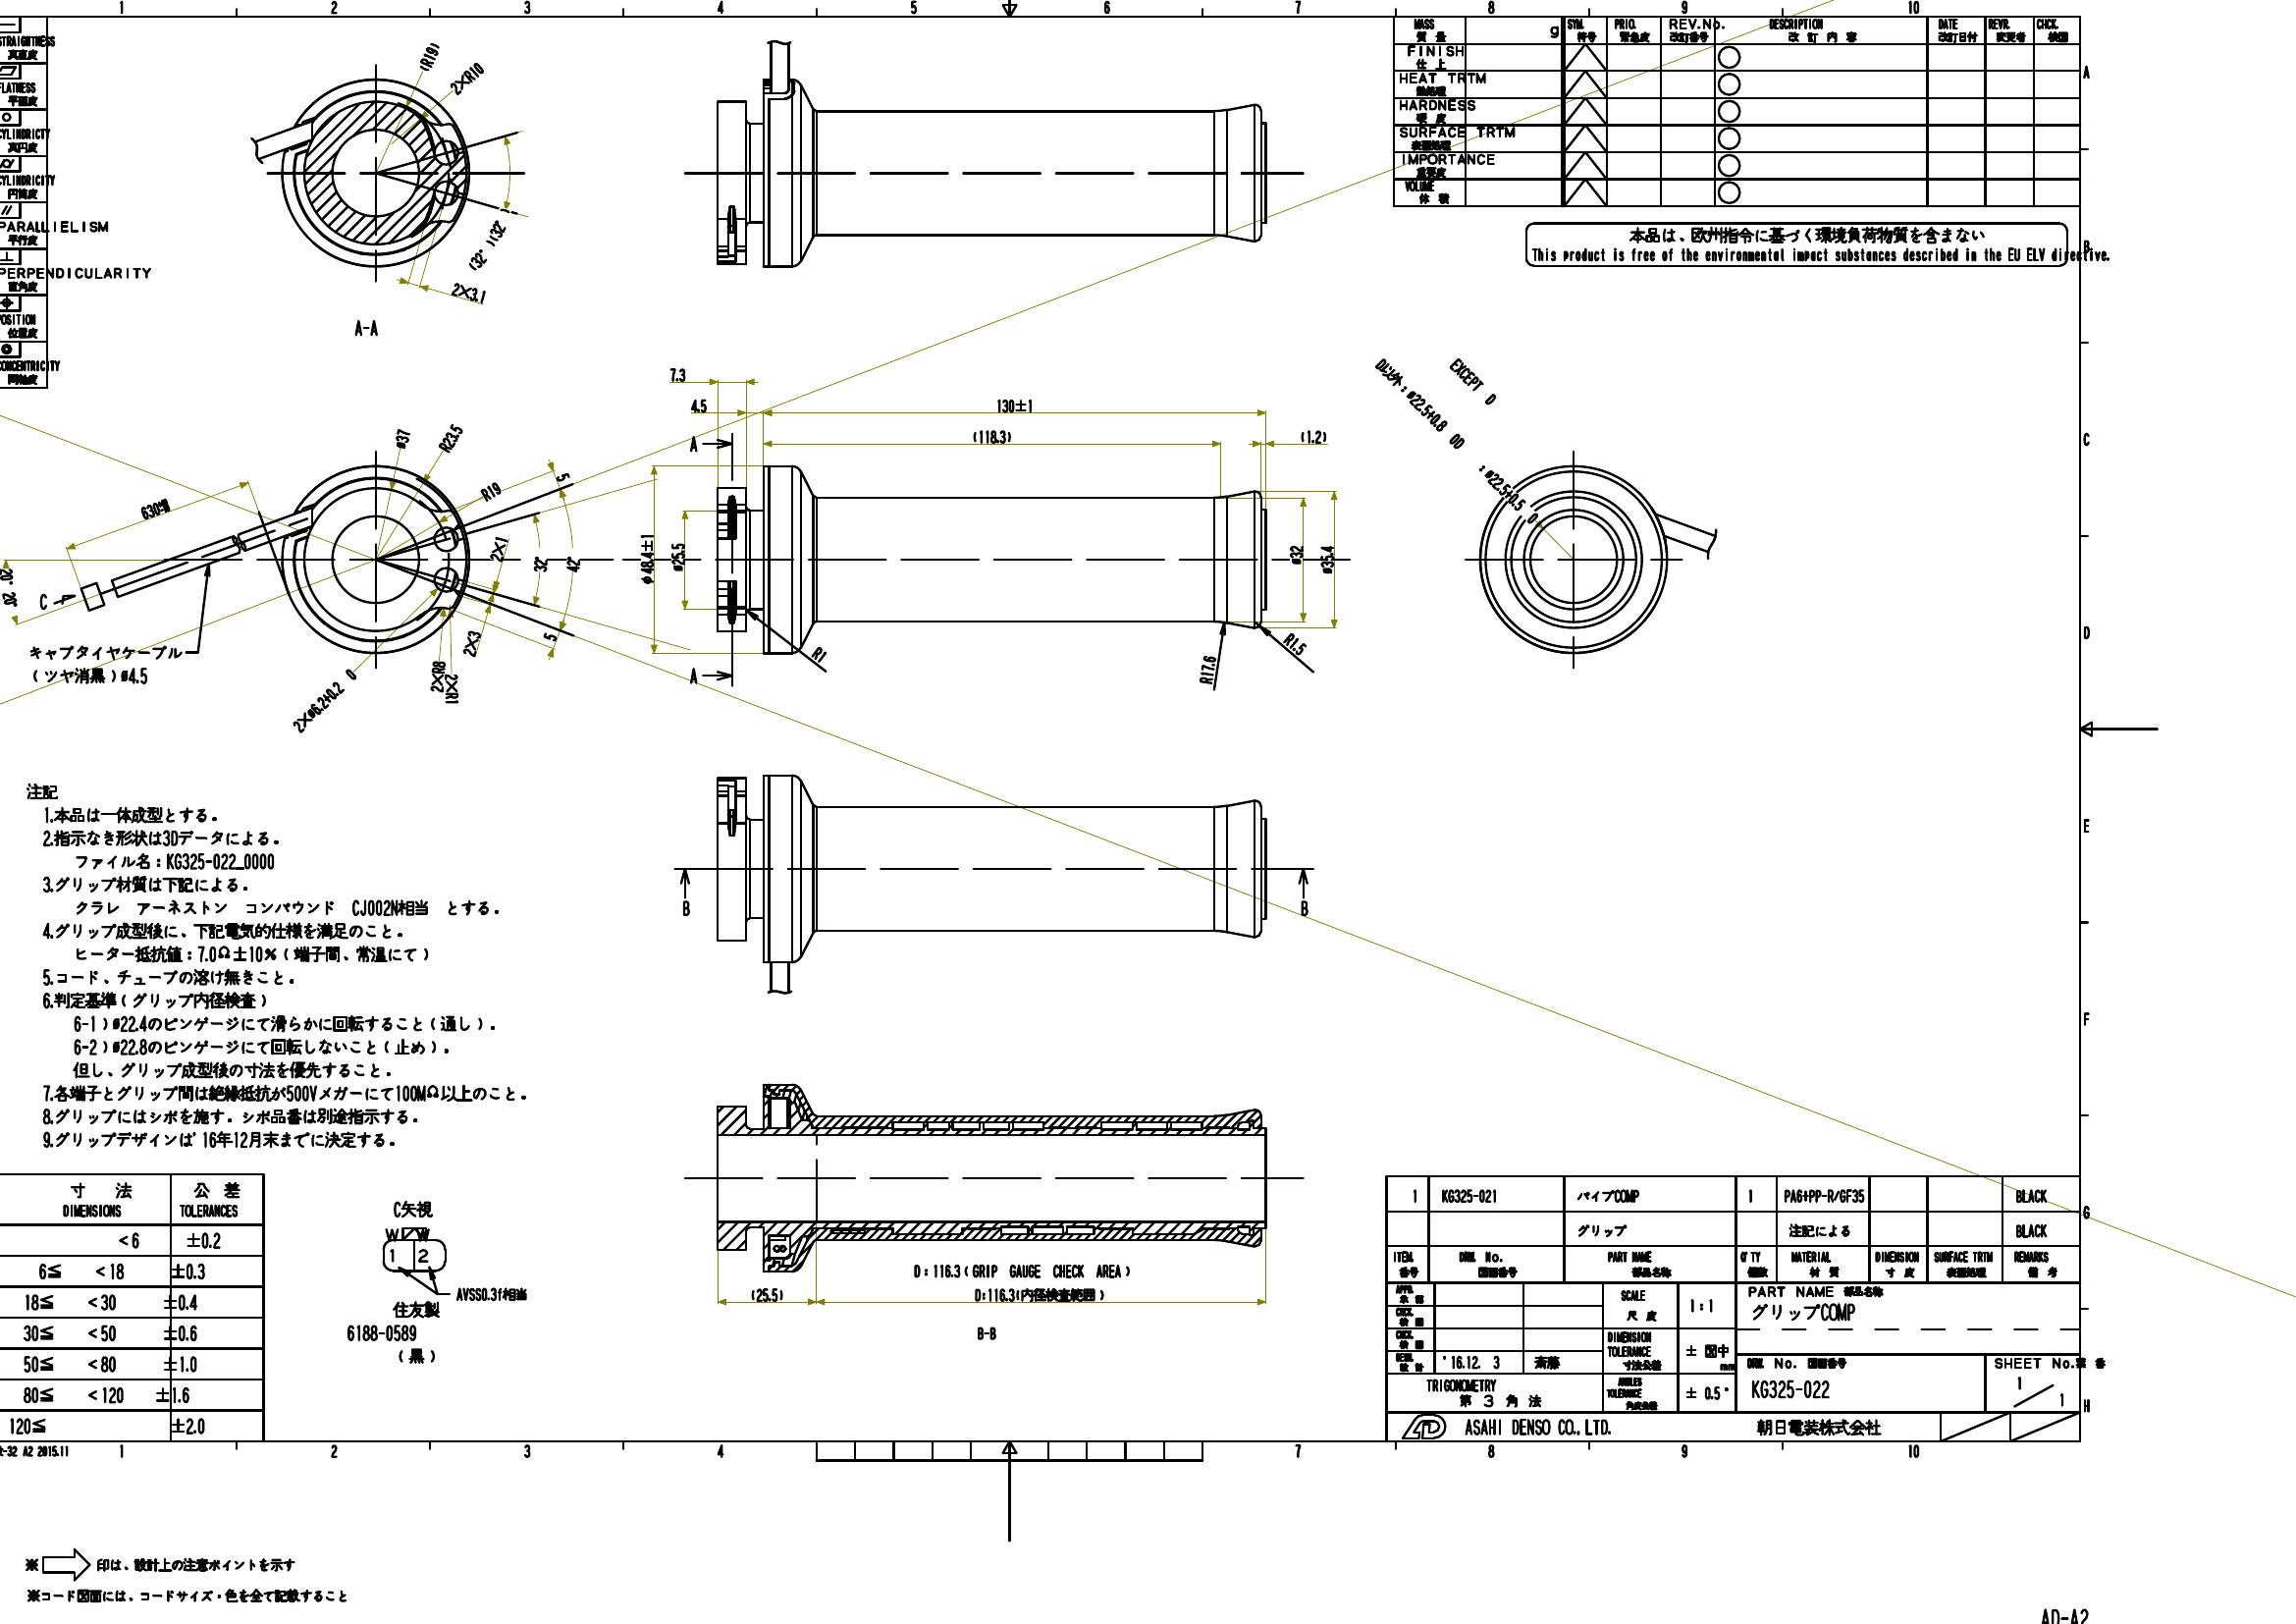 1 2 3 4 5 6 7 8 9 10
STRAIGHTNESS
真直度
FLATNESS
平面度
CYLINDRICTY
真円度
CYLINDRICITY
円筒度
PARALLIELISM
平行度
PERPENDICULARITY
直角度
POSITION
位置度
CONCENTRICITY
同軸度
(R19)
2×R10
(32°)
32°
2×3.1
A-A
MASS
質 量
g
SYM.
符号
PRIO.
緊急度
REV.No.
改訂番号
DESCRIPTION
改 訂 内 容
DATE
改訂日付
REVR.
変更者
CHCK.
検図
FINISH
仕 上
HEAT TRTM
熱処理
HARDNESS
硬 度
SURFACE TRTM
表面処理
IMPORTANCE
重要度
VOLUME
体 積
A
B
C
D
E
F
G
H
本品は、欧州指令に基づく環境負荷物質を含まない
This product is free of the environmental impact substances described in the EU ELV directive.
7.3
4.5
130±1
(118.3)
(1.2)
A
A
φ48.4±1
ø25.5
ø32
ø35.4
R1
R17.6
R1.5
EXCEPT D
D以外:ø22.5+0.8 0D
:ø22.5+0.5 0
ø37
R23.5
R19
5
2×1
32°
42°
5
2×3
2×R8
2×R1
2×ø6.2+0.2 0
20°
C
キャブタイヤケーブル
(ツヤ消黒)ø4.5
B
B
注記
1.本品は一体成型とする。
2.指示なき形状は3Dデータによる。
ファイル名:KG325-022_0000
3.グリップ材質は下記による。
クラレ アーネストン コンパウンド CJ002N相当 とする。
4.グリップ成型後に、下記電気的仕様を満足のこと。
ヒーター抵抗値:7.0Ω±10%(端子間、常温にて)
5.コード、チューブの溶け無きこと。
6.判定基準(グリップ内径検査)
6-1)ø22.4のピンゲージにて滑らかに回転すること(通し)。
6-2)ø22.8のピンゲージにて回転しないこと(止め)。
但し、グリップ成型後の寸法を優先すること。
7.各端子とグリップ間は絶縁抵抗が500Vメガーにて100MΩ以上のこと。
8.グリップにはシボを施す。シボ品番は別途指示する。
9.グリップデザインは'16年12月末までに決定する。
寸 法 公 差
DIMENSIONS TOLERANCES
<6 ±0.2
6≦ <18 ±0.3
18≦ <30 ±0.4
30≦ <50 ±0.6
50≦ <80 ±1.0
80≦ <120 ±1.6
120≦ ±2.0
C矢視
1 2
AVSS0.3f相当
住友製
6188-0589
(黒)
D:116.3(GRIP GAUGE CHECK AREA)
(25.5) D:116.3(内径検査範囲)
B-B
1 KG325-021 パイプCOMP 1 PA6+PP-R/GF35 BLACK
グリップ 注記による BLACK
ITEM. DRW. No. PART NAME Q'TY MATERIAL DIMENSION SURFACE TRTM REMARKS
番号 図面番号 部品名称 個数 材 質 寸 度 表面処理 備 考
APPD.
承 認
CHCK.
検 図
CHCK.
検 図
DESN.
設 計
'16.12. 3 斎藤
SCALE
尺 度
1:1
DIMENSION
TOLERANCE
寸法公差
± 図中
mm
ANGLES
TOLERANCE
角度公差
± 0.5°
TRIGONOMETRY
第 3 角 法
PART NAME 部品名称
グリップCOMP
DRW. No. 図面番号
KG325-022
SHEET No.葉 番
1/1
ASAHI DENSO CO., LTD. 朝日電装株式会社
-32 A2 2015.11
1 2 3 4 7 8 9 10
※ 印は、設計上の注意ポイントを示す
※コード図面には、コードサイズ・色を全て記載すること
AD-A2